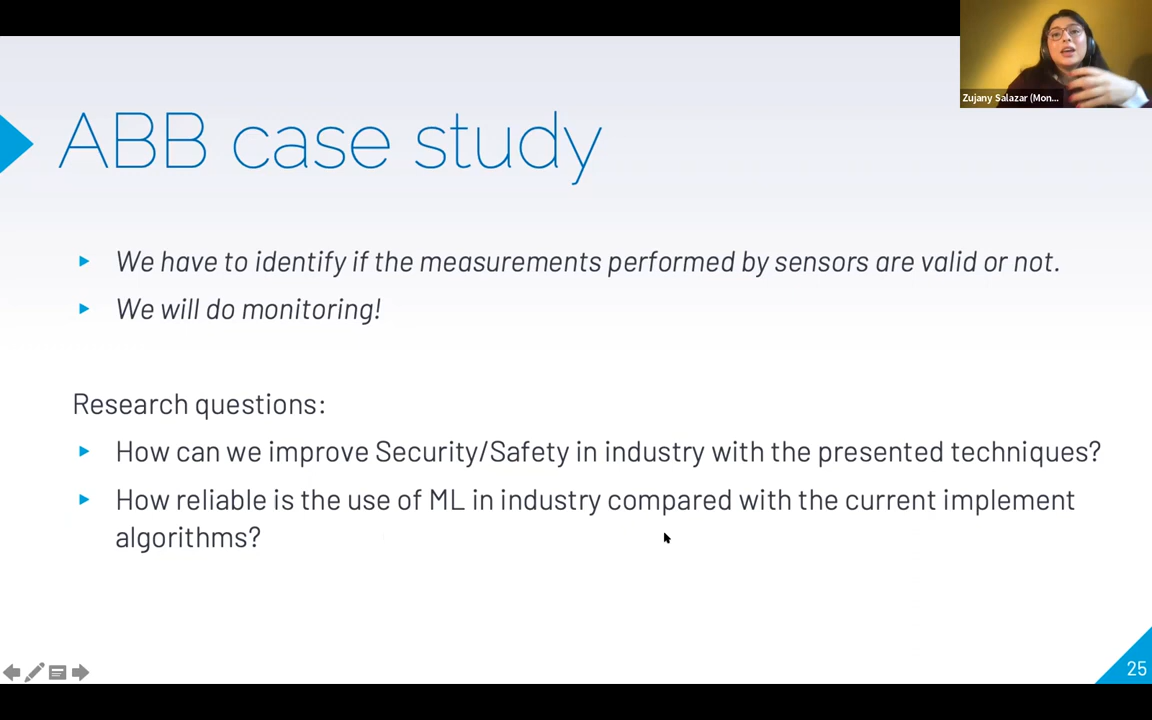 Zujany Salazar (Mon...
ABB case study
We have to identify if the measurements performed by sensors are valid or not.
We will do monitoring!
Research questions:
How can we improve Security/Safety in industry with the presented techniques?
How reliable is the use of ML in industry compared with the current implement
algorithms?
25